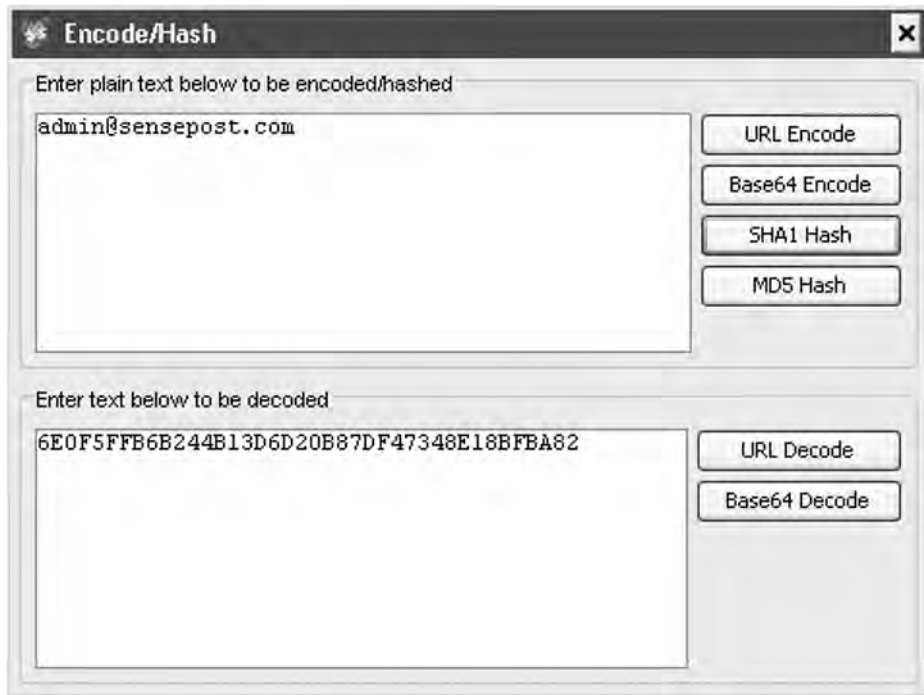 Encode/Hash
Enter plain text below to be encoded/hashed
admin@sensepost.com
URL Encode
Base64 Encode
SHA1 Hash
MD5 Hash
Enter text below to be decoded
6E0F5FFB6B244B13D6D20B87DF47348E18BFBA82
URL Decode
Base64 Decode